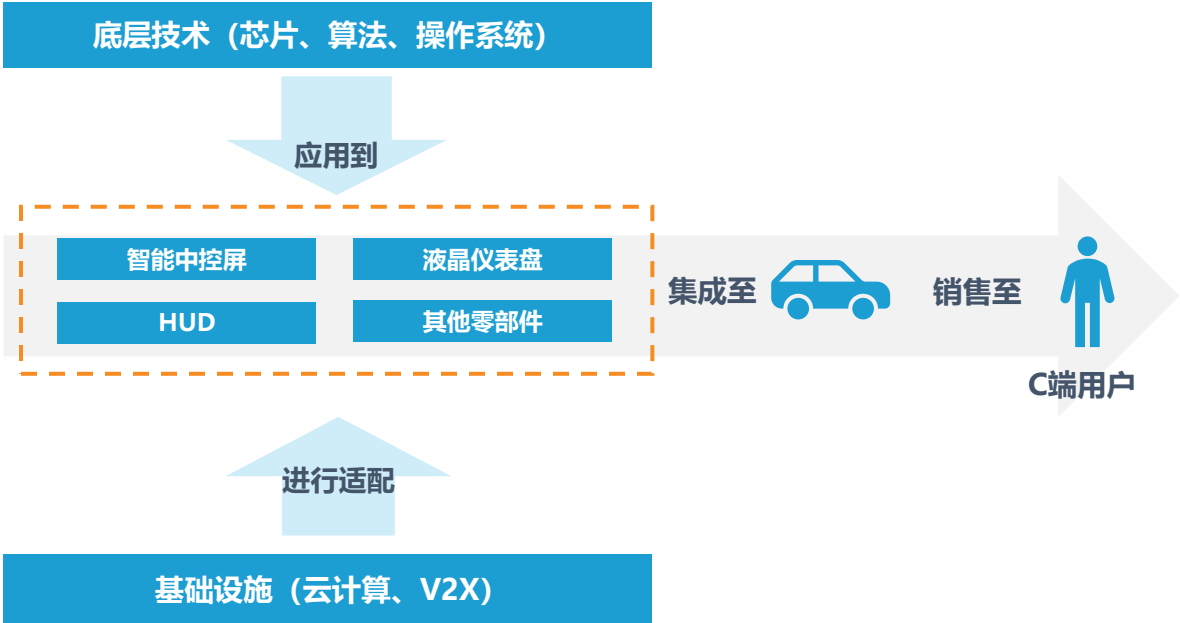 底层技术（芯片、算法、操作系统）
应用到
智能中控屏
液晶仪表盘
HUD
其他零部件
集成至
销售至
C端用户
进行适配
基础设施（云计算、V2X）